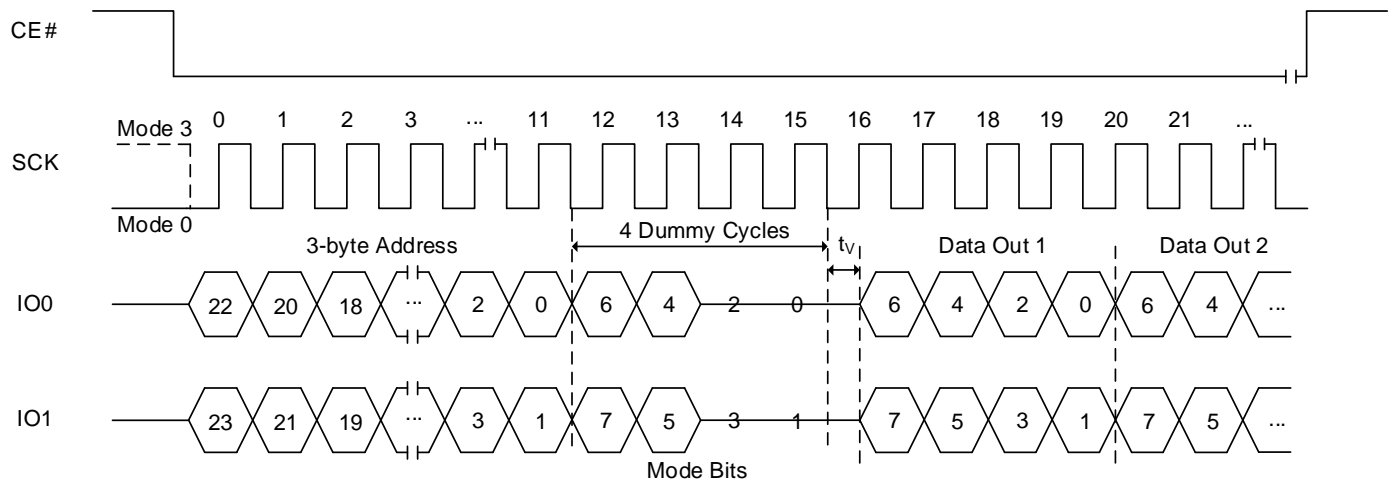 CE#
0 1 2 3 ... 11 12 13 14 15 16 17 18 19 20 21 ...
Mode 3
SCK
Mode 0
3-byte Address 4 Dummy Cycles tV Data Out 1 Data Out 2
IO0 22 20 18 ... 2 0 6 4 2 0 6 4 2 0 6 4 ...
IO1 23 21 19 ... 3 1 7 5 3 1 7 5 3 1 7 5 ...
Mode Bits